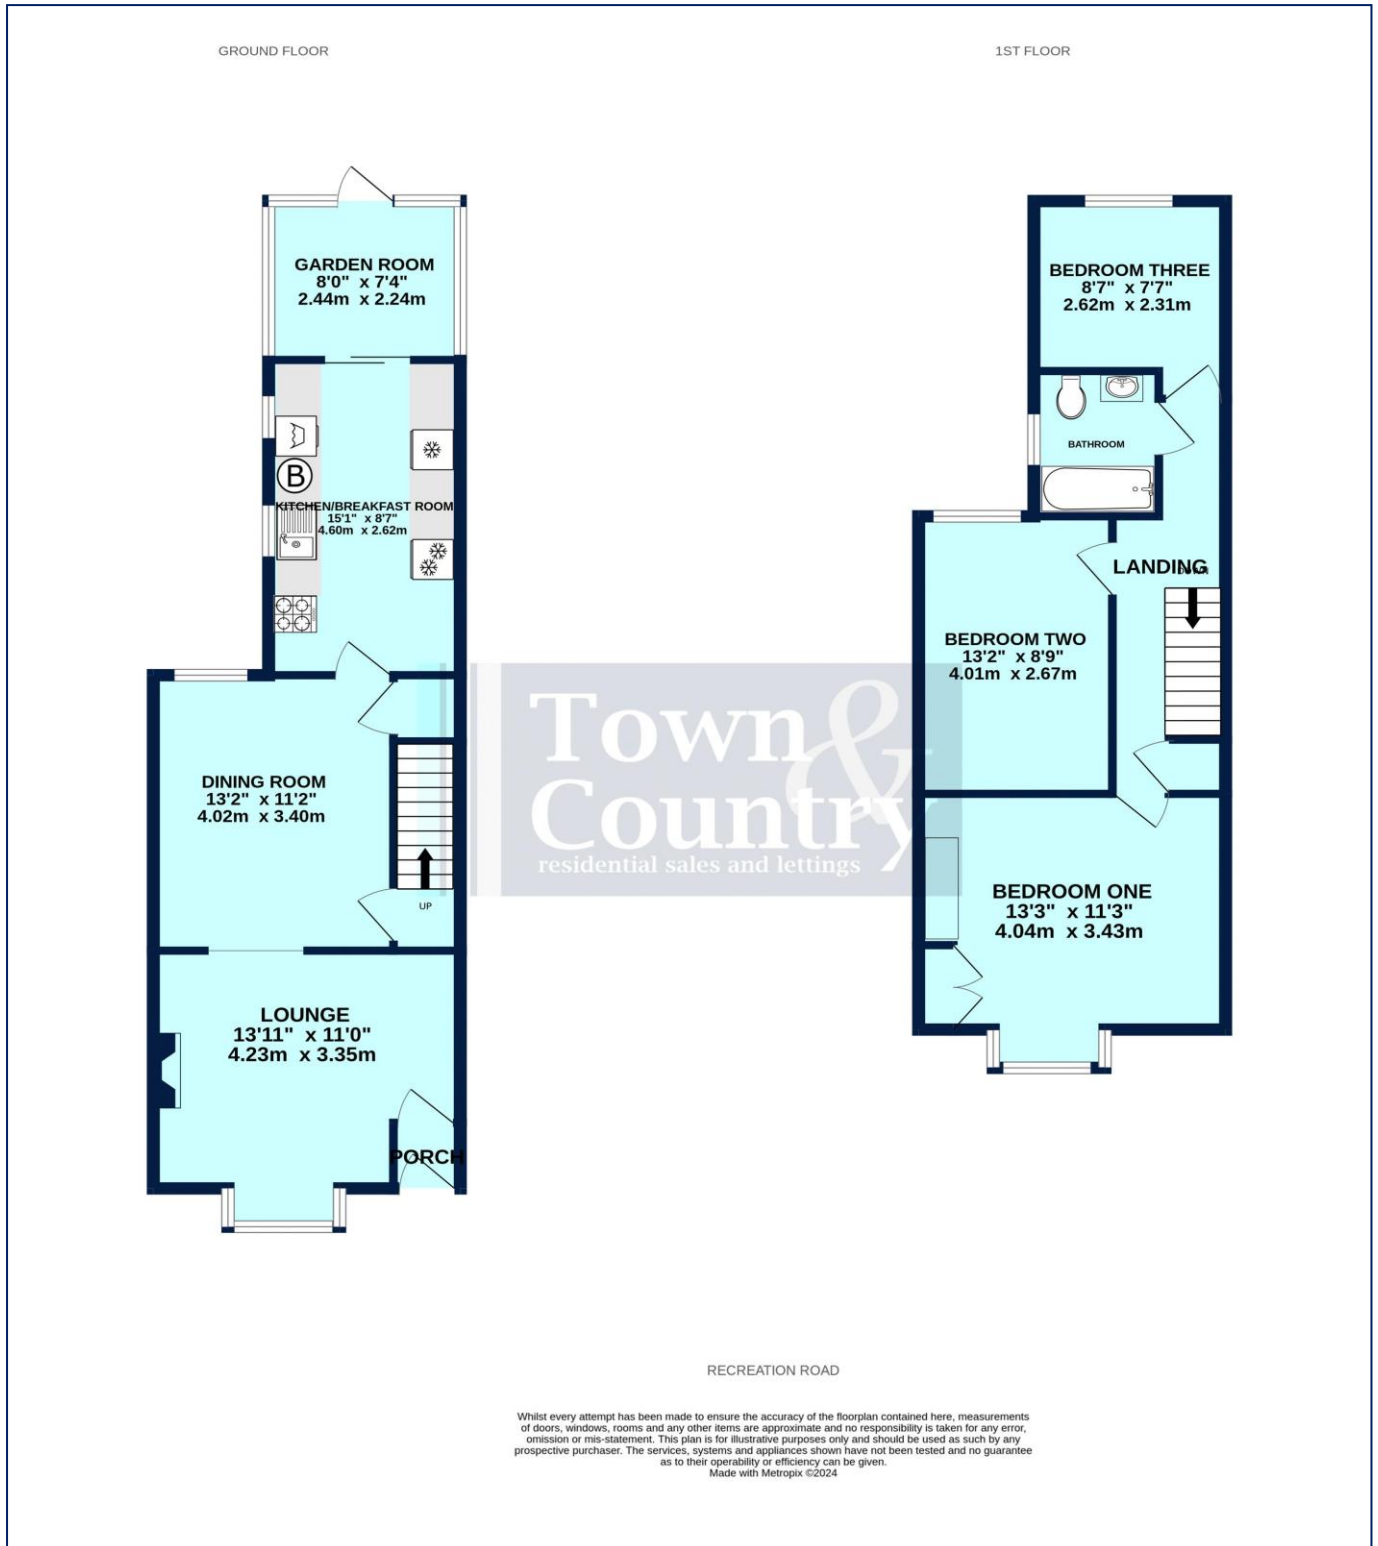 GROUND FLOOR
1ST FLOOR
GARDEN ROOM
8'0" x 7'4"
2.44m x 2.24m
B
KITCHEN/BREAKFAST ROOM
15'1" x 8'7"
4.60m x 2.62m
DINING ROOM
13'2" x 11'2"
4.02m x 3.40m
UP
LOUNGE
13'11" x 11'0"
4.23m x 3.35m
PORCH
BEDROOM THREE
8'7" x 7'7"
2.62m x 2.31m
BATHROOM
LANDING
DOWN
BEDROOM TWO
13'2" x 8'9"
4.01m x 2.67m
BEDROOM ONE
13'3" x 11'3"
4.04m x 3.43m
Town &
Country
residential sales and lettings
RECREATION ROAD
Whilst every attempt has been made to ensure the accuracy of the floorplan contained here, measurements
of doors, windows, rooms and any other items are approximate and no responsibility is taken for any error,
omission or mis-statement. This plan is for illustrative purposes only and should be used as such by any
prospective purchaser. The services, systems and appliances shown have not been tested and no guarantee
as to their operability or efficiency can be given.
Made with Metropix ©2024